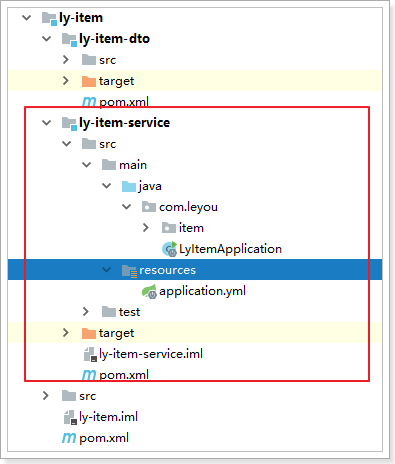 ly-item
ly-item-dto
src
target
pom.xml
ly-item-service
src
main
java
com.leyou
item
LyItemApplication
resources
application.yml
test
target
ly-item-service.iml
pom.xml
src
ly-item.iml
pom.xml